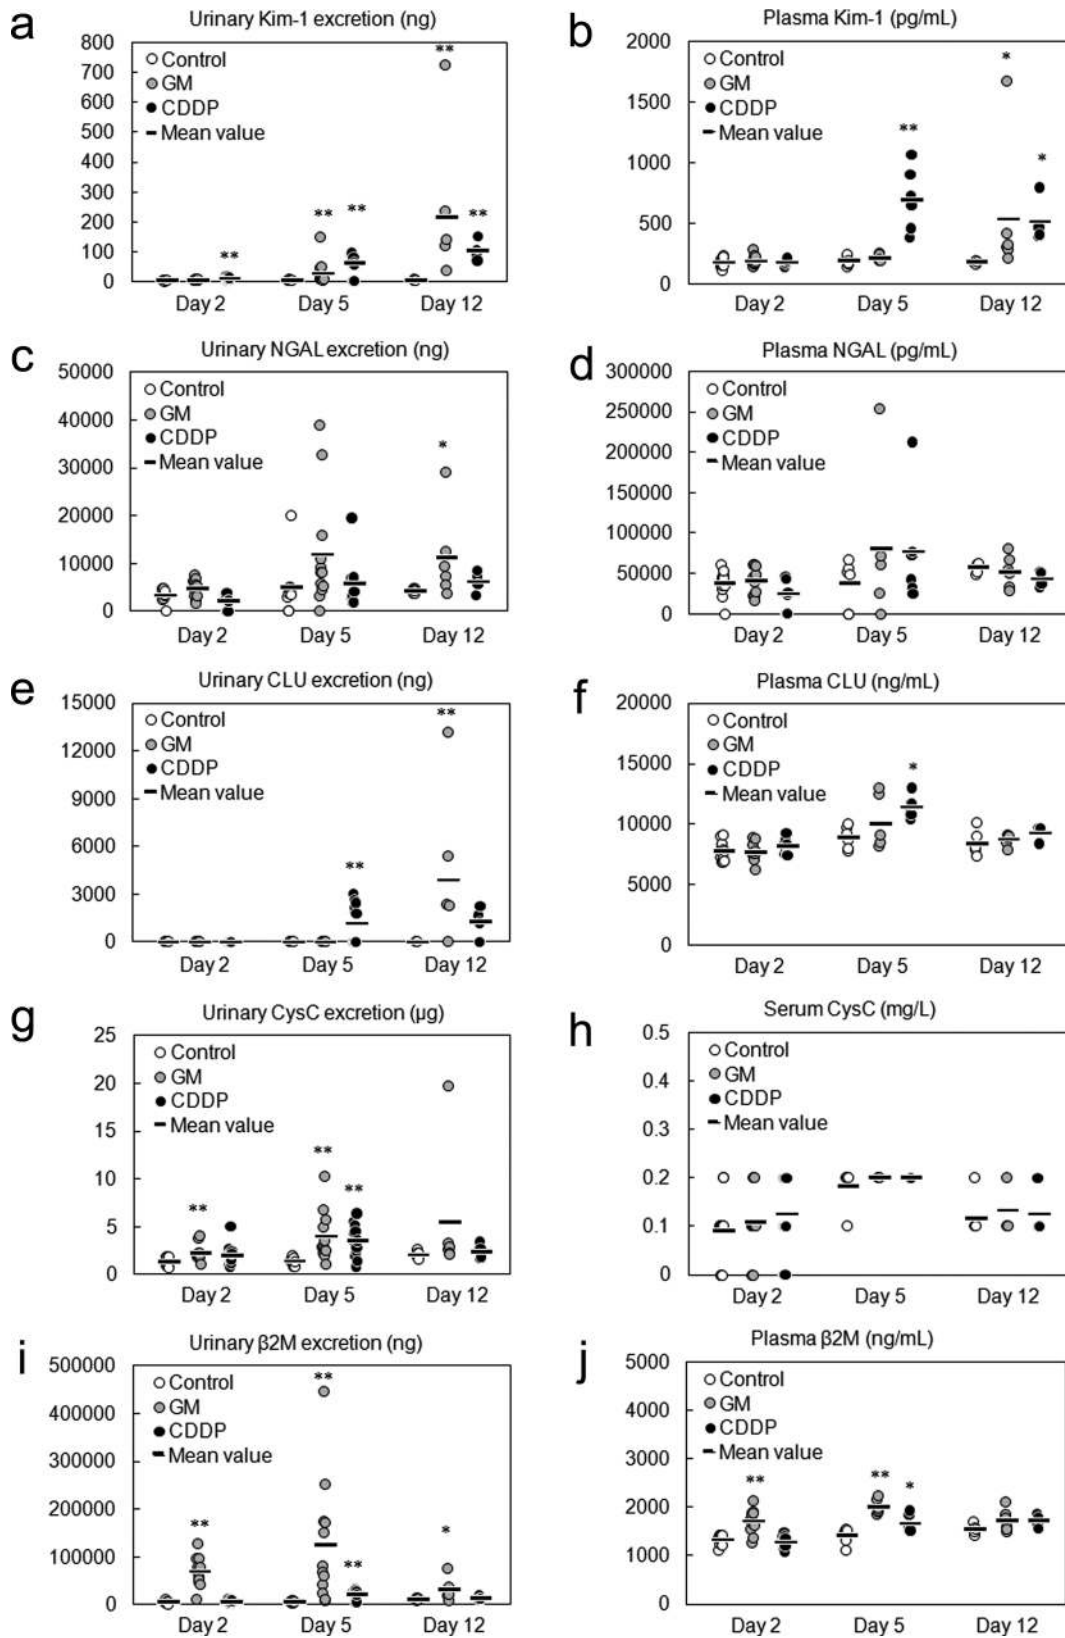 a
Urinary Kim-1 excretion (ng)
800
700
600
500
400
300
200
100
0
Control
GM
CDDP
Mean value
**
**
**
**
**
Day 2
Day 5
Day 12
b
Plasma Kim-1 (pg/mL)
2000
1500
1000
500
0
Control
GM
CDDP
Mean value
**
*
*
Day 2
Day 5
Day 12
c
Urinary NGAL excretion (ng)
50000
40000
30000
20000
10000
0
Control
GM
CDDP
Mean value
*
Day 2
Day 5
Day 12
d
Plasma NGAL (pg/mL)
300000
250000
200000
150000
100000
50000
0
Control
GM
CDDP
Mean value
Day 2
Day 5
Day 12
e
Urinary CLU excretion (ng)
15000
12000
9000
6000
3000
0
Control
GM
CDDP
Mean value
**
**
Day 2
Day 5
Day 12
f
Plasma CLU (ng/mL)
20000
15000
10000
5000
0
Control
GM
CDDP
Mean value
*
Day 2
Day 5
Day 12
g
Urinary CysC excretion (μg)
25
20
15
10
5
0
Control
GM
CDDP
Mean value
**
**
**
Day 2
Day 5
Day 12
h
Serum CysC (mg/L)
0.5
0.4
0.3
0.2
0.1
0
Control
GM
CDDP
Mean value
Day 2
Day 5
Day 12
i
Urinary β2M excretion (ng)
500000
400000
300000
200000
100000
0
Control
GM
CDDP
Mean value
**
**
**
*
Day 2
Day 5
Day 12
j
Plasma β2M (ng/mL)
5000
4000
3000
2000
1000
0
Control
GM
CDDP
Mean value
**
**
*
Day 2
Day 5
Day 12